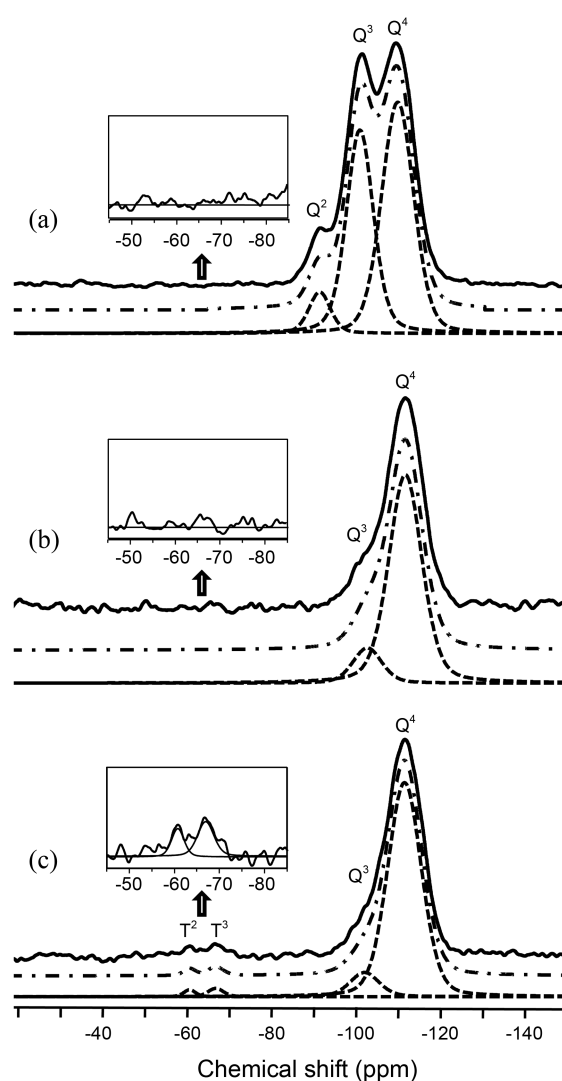 Q³ Q⁴
-50 -60 -70 -80
Q²
(a)
Q⁴
-50 -60 -70 -80
Q³
(b)
Q⁴
-50 -60 -70 -80
Q³
(c)
T² T³
-40 -60 -80 -100 -120 -140
Chemical shift (ppm)